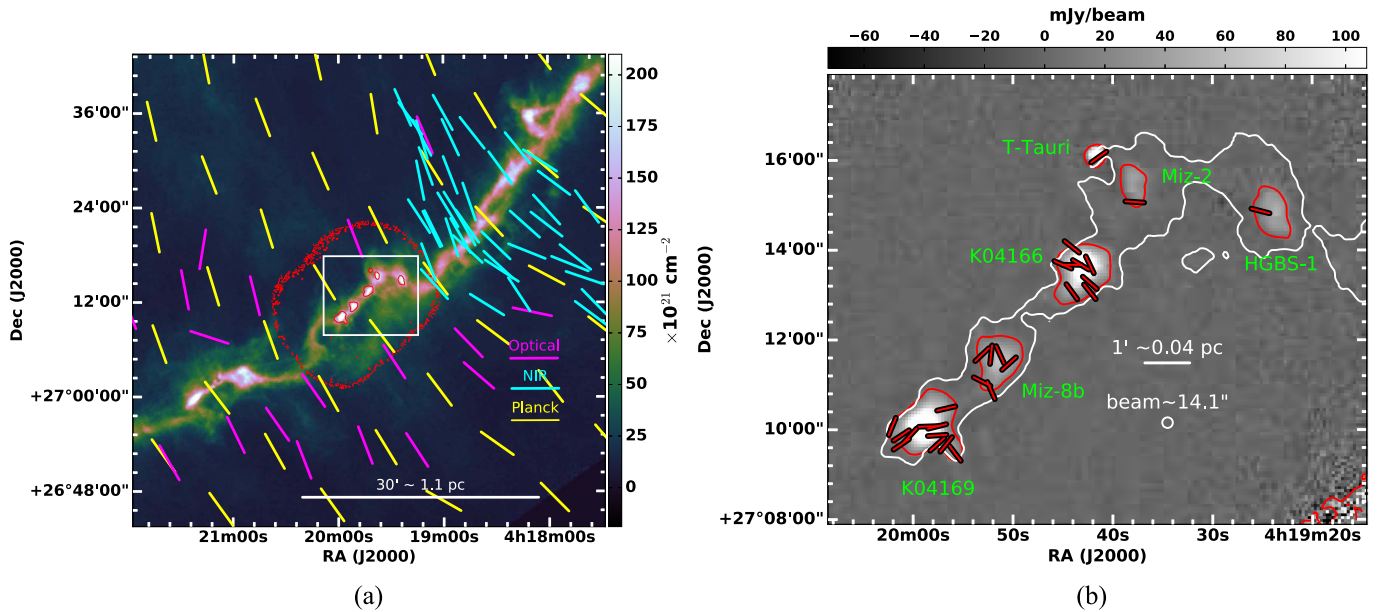 36'00"
24'00"
12'00"
+27°00'00"
+26°48'00"
Dec (J2000)
21m00s
20m00s
19m00s
4h18m00s
RA (J2000)
Optical
NIR
Planck
30' ~ 1.1 pc
200
175
150
125
100
75
50
25
0
×10²¹ cm⁻²
(a)
mJy/beam
−60
−40
−20
0
20
40
60
80
100
16'00"
14'00"
12'00"
10'00"
+27°08'00"
Dec (J2000)
T-Tauri
Miz-2
K04166
HGBS-1
1' ~0.04 pc
Miz-8b
beam~14.1"
K04169
20m00s
50s
40s
30s
4h19m20s
RA (J2000)
(b)